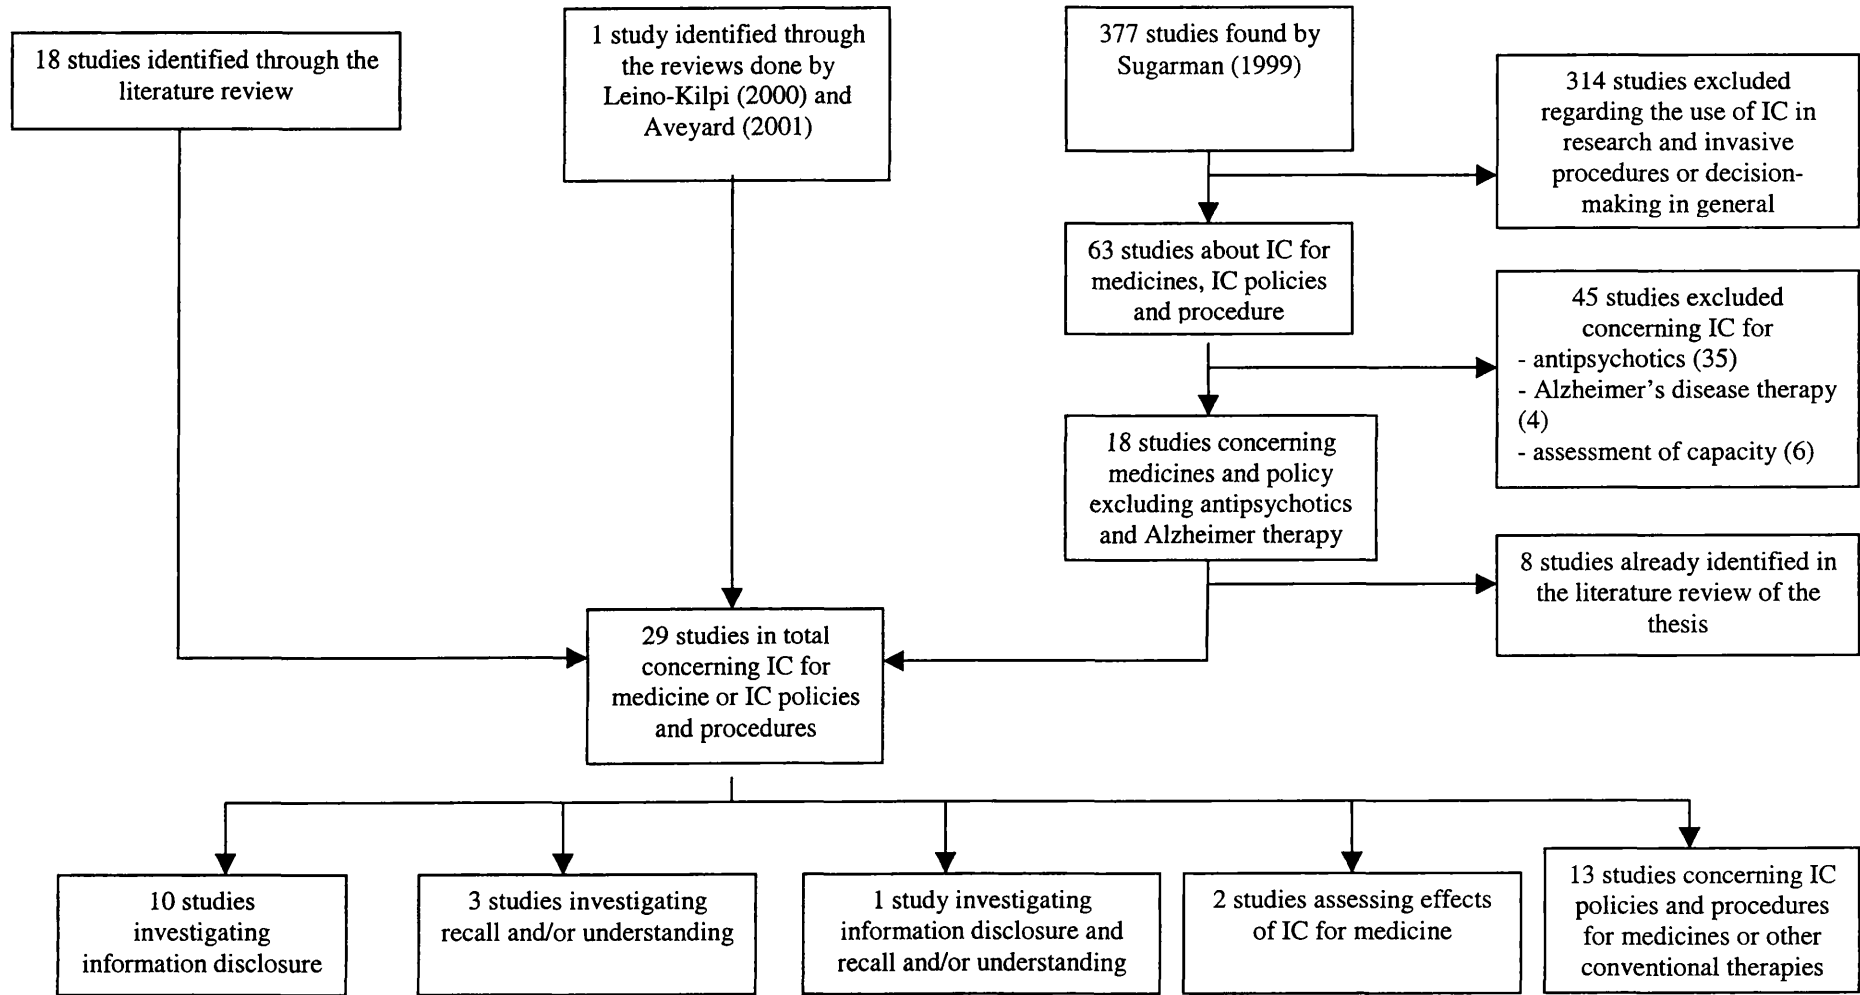 18 studies identified through the
literature review
1 study identified through
the reviews done by
Leino-Kilpi (2000) and
Aveyard (2001)
377 studies found by
Sugarman (1999)
314 studies excluded
regarding the use of IC in
research and invasive
procedures or decision-
making in general
63 studies about IC for
medicines, IC policies
and procedure
45 studies excluded
concerning IC for
- antipsychotics (35)
- Alzheimer's disease therapy
(4)
- assessment of capacity (6)
18 studies concerning
medicines and policy
excluding antipsychotics
and Alzheimer therapy
8 studies already identified in
the literature review of the
thesis
29 studies in total
concerning IC for
medicine or IC policies
and procedures
10 studies
investigating
information disclosure
3 studies investigating
recall and/or understanding
1 study investigating
information disclosure and
recall and/or understanding
2 studies assessing effects
of IC for medicine
13 studies concerning IC
policies and procedures
for medicines or other
conventional therapies